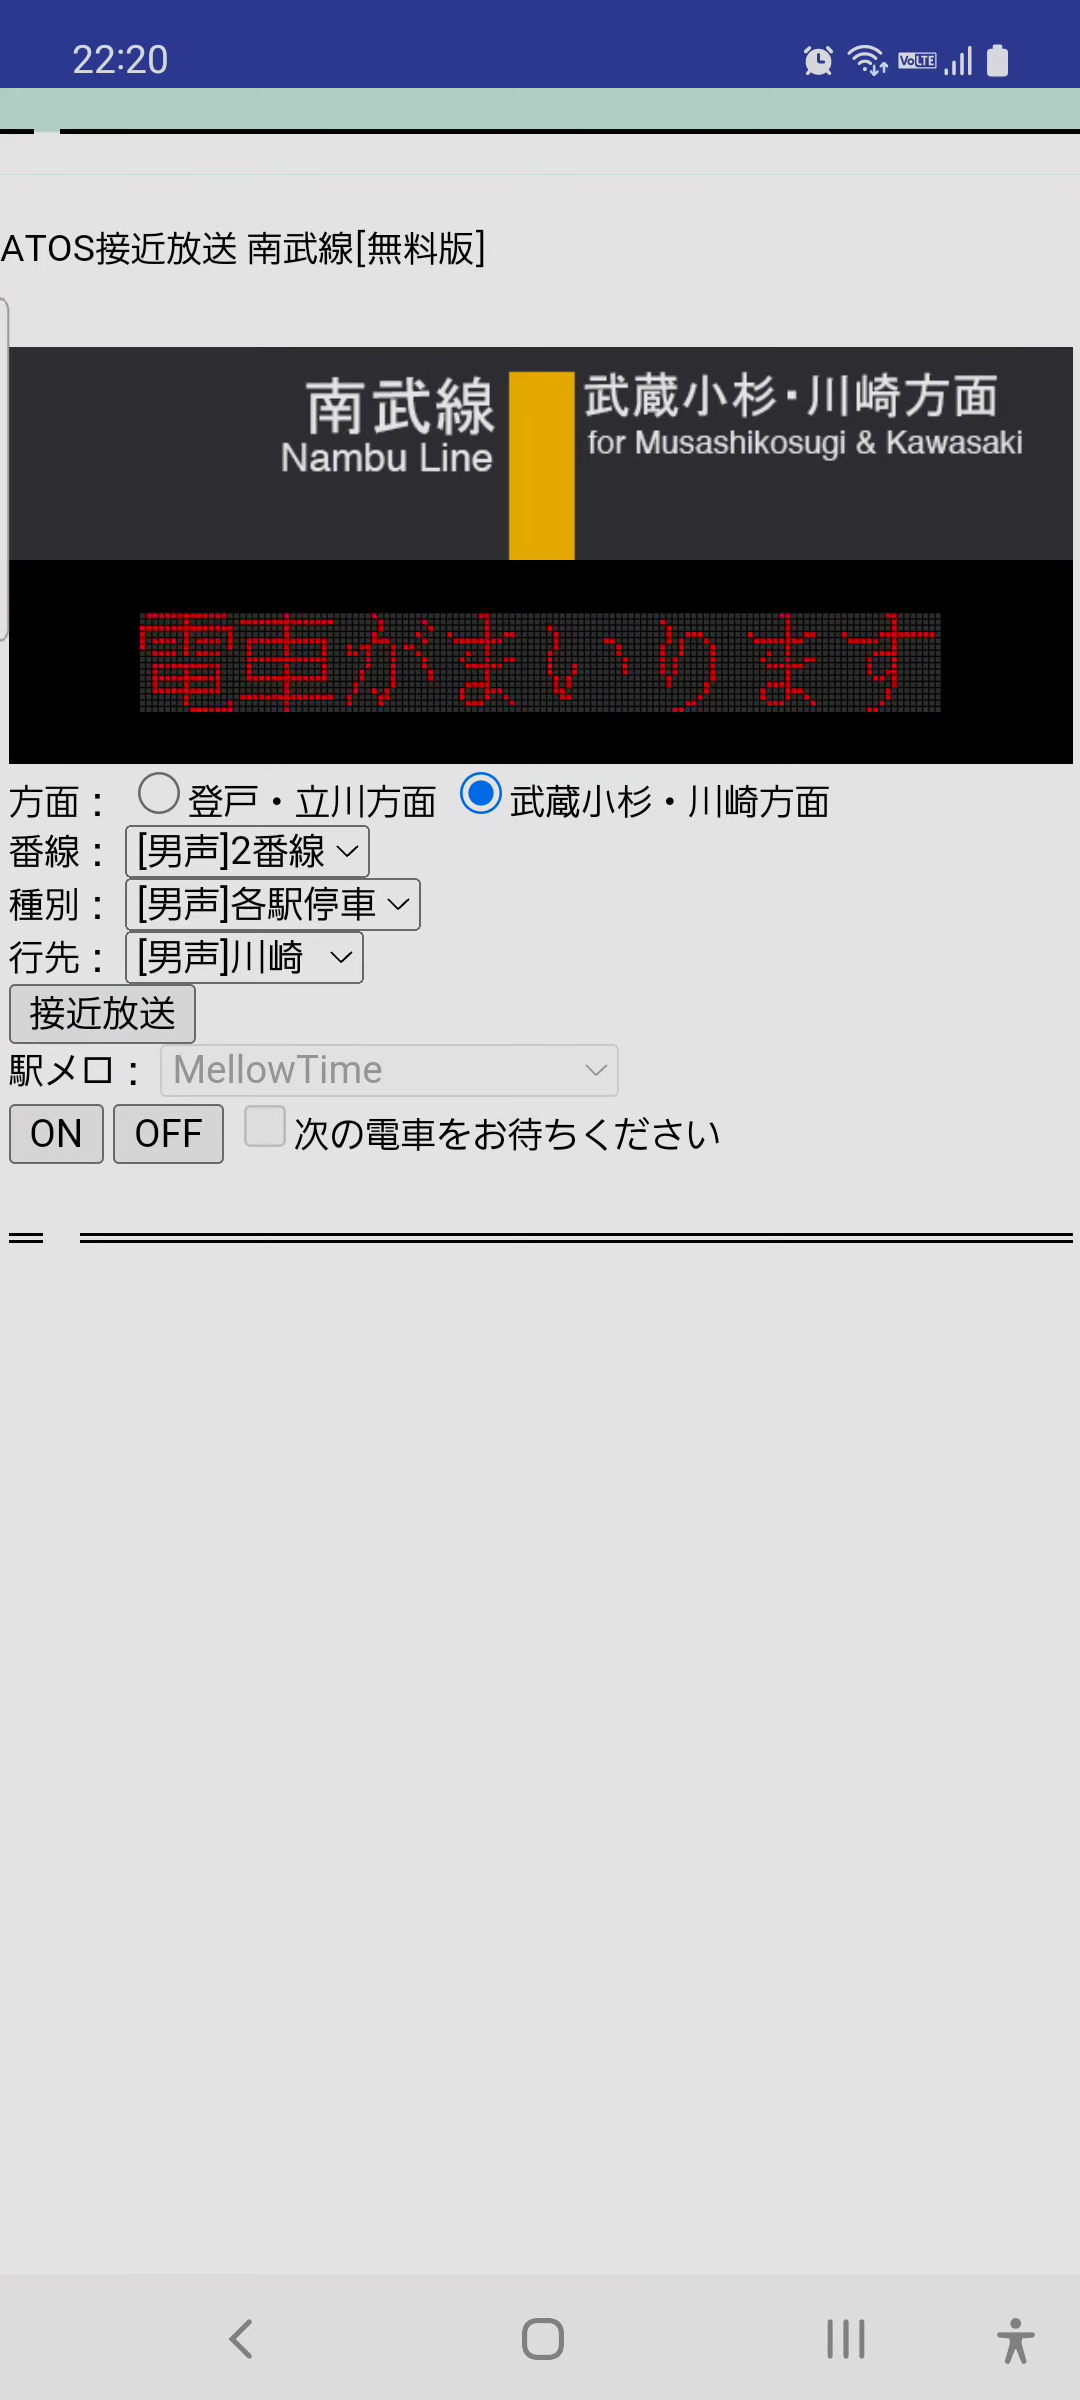 22:20
VoLTE
ATOS接近放送 南武線[無料版]
南武線 武蔵小杉・川崎方面
Nambu Line for Musashikosugi & Kawasaki
電車がまいります
方面： 登戸・立川方面 武蔵小杉・川崎方面
番線： [男声]2番線
種別： [男声]各駅停車
行先： [男声]川崎
接近放送
駅メロ： MellowTime
ON OFF 次の電車をお待ちください